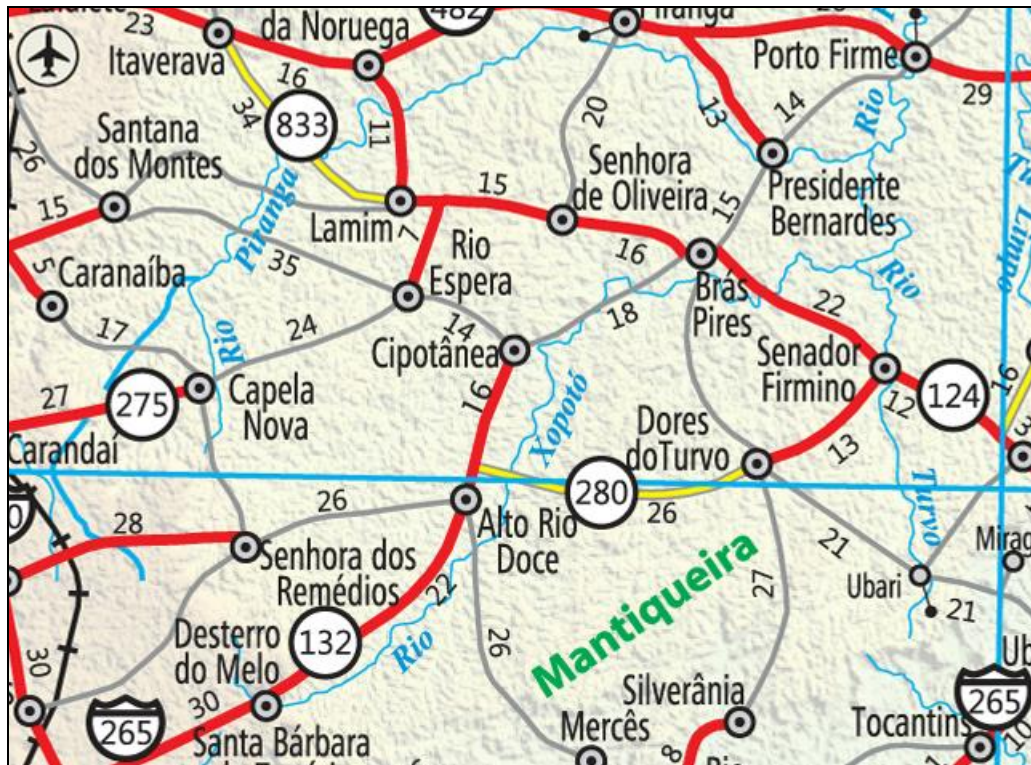 23
da Noruega
482
Piranga
Itaverava
16
34
833
11
20
13
14
Porto Firme
29
Rio
Santana
dos Montes
26
15
Senhora
de Oliveira
15
Presidente
Bernardes
15
Piranga
Lamim
7
Rio
Espera
16
Limpo
5
Caranaíba
35
Brás
Pires
Rio
22
17
24
14
18
Cipotânea
Rio
Senador
Firmino
27
275
Capela
Nova
16
Xopotó
12
124
16
Carandaí
Dores
doTurvo
13
280
26
28
26
Alto Rio
Doce
Turvo
Senhora dos
Remédios
21
Ubari
21
22
Mantiqueira
27
Desterro
do Melo
132
Rio
26
30
30
265
Santa Bárbara
Silverânia
Mercês
8
Tocantins
265